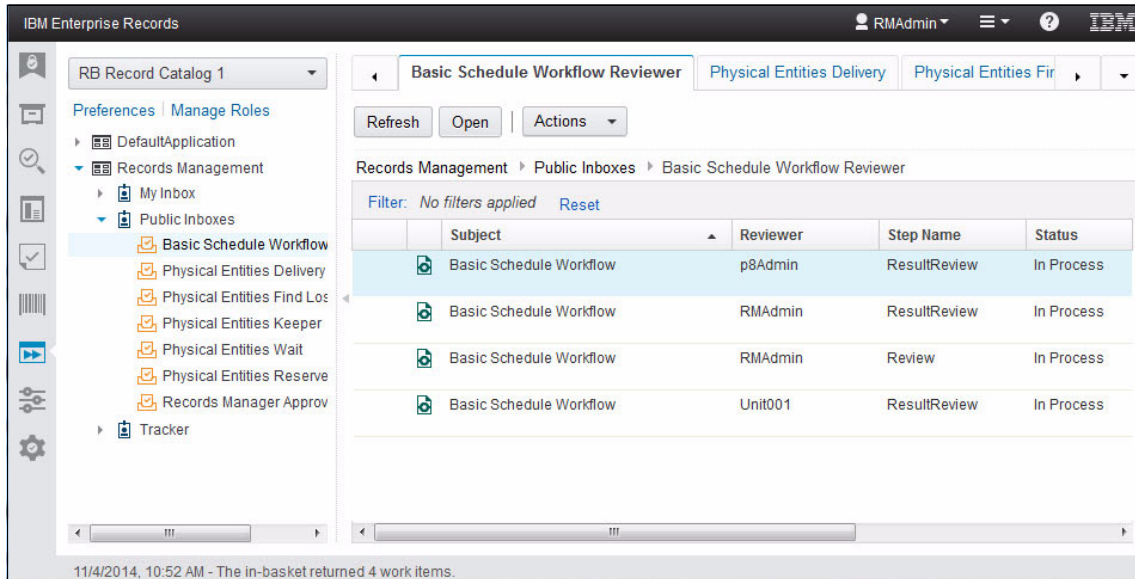 IBM Enterprise Records
RMAdmin
?
IBM
RB Record Catalog 1
Preferences | Manage Roles
DefaultApplication
Records Management
My Inbox
Public Inboxes
Basic Schedule Workflow
Physical Entities Delivery
Physical Entities Find Los
Physical Entities Keeper
Physical Entities Wait
Physical Entities Reserve
Records Manager Approv
Tracker
Basic Schedule Workflow Reviewer
Physical Entities Delivery
Physical Entities Fir
Refresh
Open
Actions
Records Management Public Inboxes Basic Schedule Workflow Reviewer
Filter: No filters applied Reset
Subject Reviewer Step Name Status
Basic Schedule Workflow p8Admin ResultReview In Process
Basic Schedule Workflow RMAdmin ResultReview In Process
Basic Schedule Workflow RMAdmin Review In Process
Basic Schedule Workflow Unit001 ResultReview In Process
11/4/2014, 10:52 AM - The in-basket returned 4 work items.